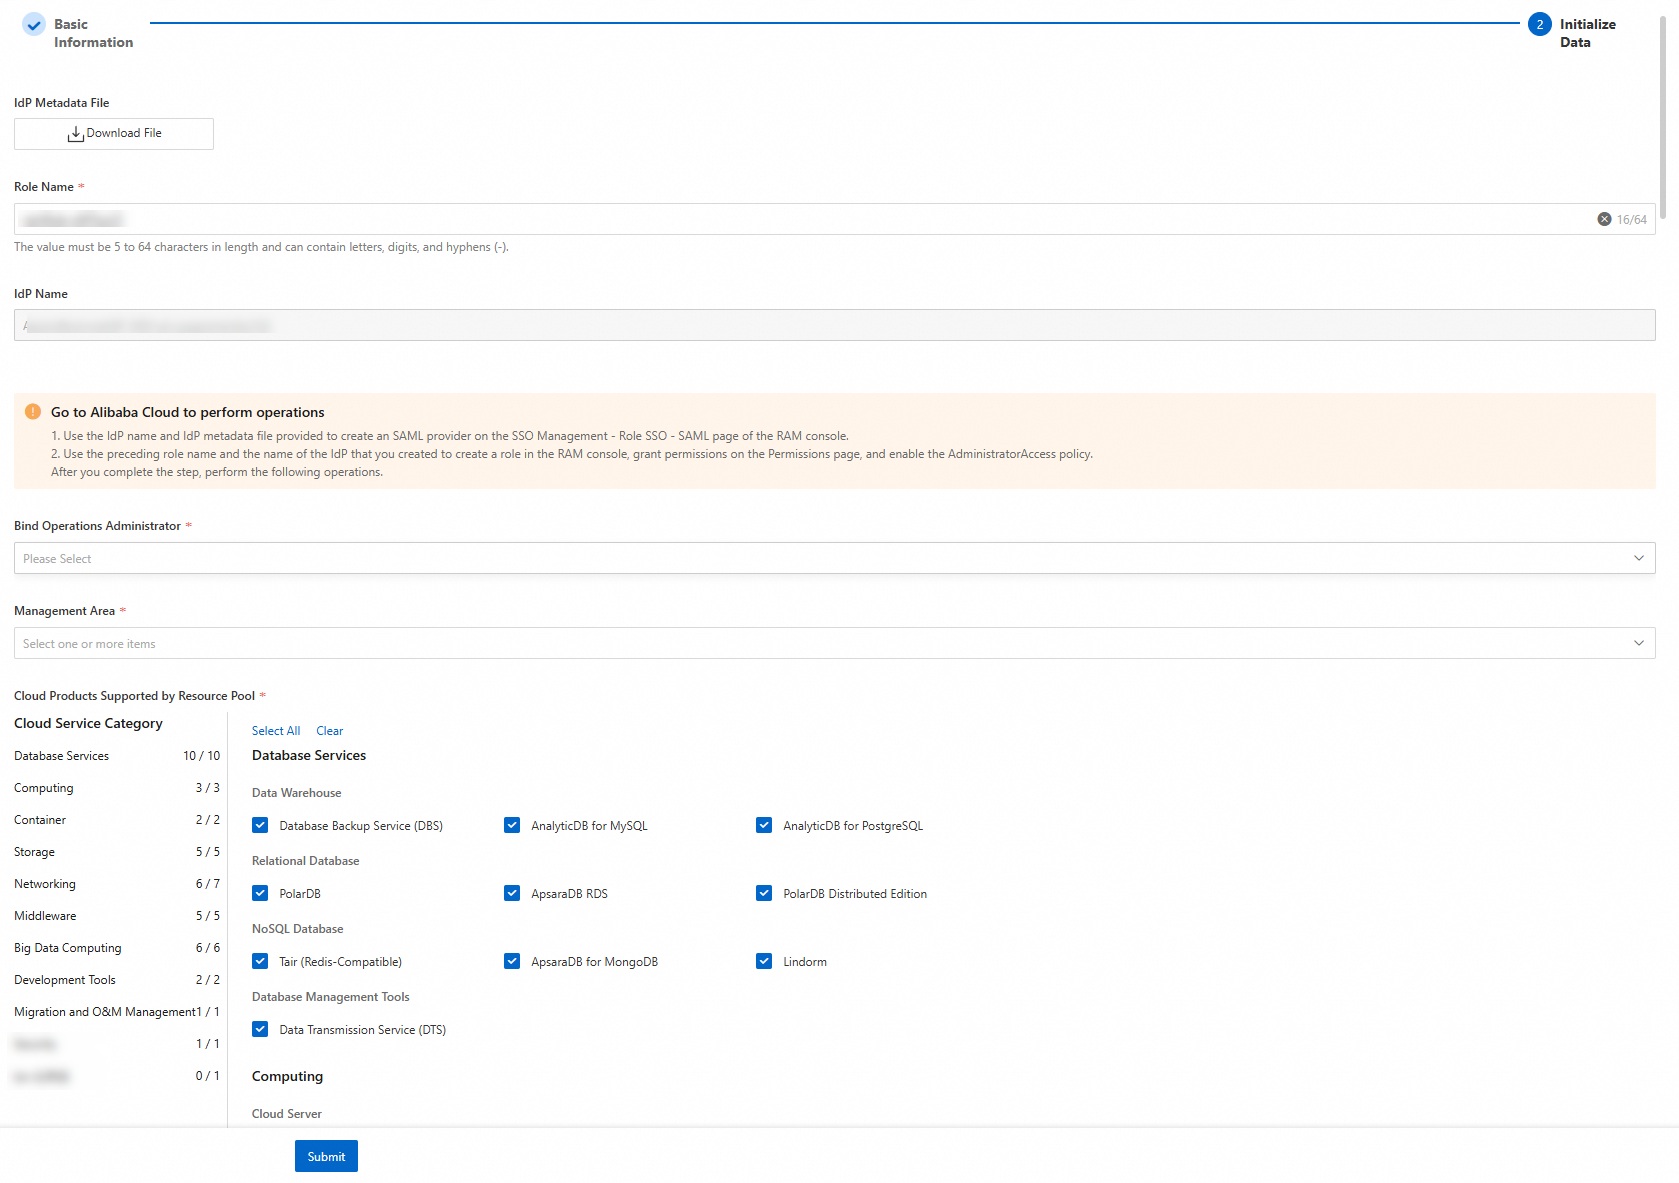 Basic
Information
2
Initialize
Data
IdP Metadata File
Download File
Role Name *
16/64
The value must be 5 to 64 characters in length and can contain letters, digits, and hyphens (-).
IdP Name
Go to Alibaba Cloud to perform operations
1. Use the IdP name and IdP metadata file provided to create an SAML provider on the SSO Management - Role SSO - SAML page of the RAM console.
2. Use the preceding role name and the name of the IdP that you created to create a role in the RAM console, grant permissions on the Permissions page, and enable the AdministratorAccess policy.
After you complete the step, perform the following operations.
Bind Operations Administrator *
Please Select
Management Area *
Select one or more items
Cloud Products Supported by Resource Pool *
Cloud Service Category
Database Services 10 / 10
Computing 3 / 3
Container 2 / 2
Storage 5 / 5
Networking 6 / 7
Middleware 5 / 5
Big Data Computing 6 / 6
Development Tools 2 / 2
Migration and O&M Management 1 / 1
1 / 1
0 / 1
Select All Clear
Database Services
Data Warehouse
Database Backup Service (DBS) AnalyticDB for MySQL AnalyticDB for PostgreSQL
Relational Database
PolarDB ApsaraDB RDS PolarDB Distributed Edition
NoSQL Database
Tair (Redis-Compatible) ApsaraDB for MongoDB Lindorm
Database Management Tools
Data Transmission Service (DTS)
Computing
Cloud Server
Submit